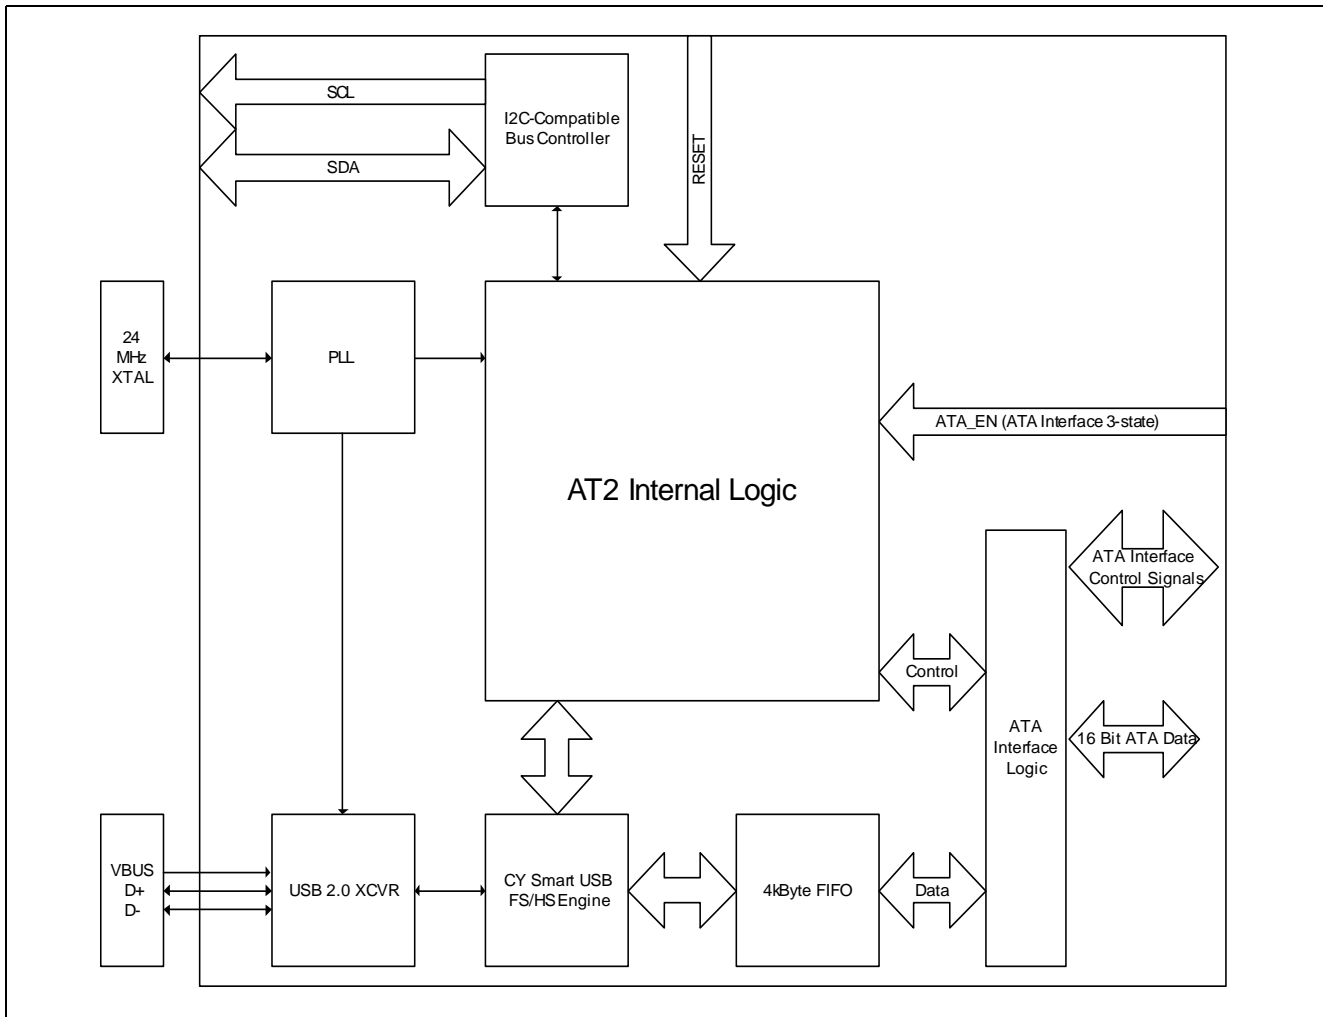 SCL
I2C-Compatible
Bus Controller
SDA
RESET
24
MHz
XTAL
PLL
ATA_EN (ATA Interface 3-state)
AT2 Internal Logic
ATA Interface
Control Signals
Control
ATA
Interface
Logic
16 Bit ATA Data
VBUS
D+
D-
USB 2.0 XCVR
CY Smart USB
FS/HS Engine
4kByte FIFO
Data